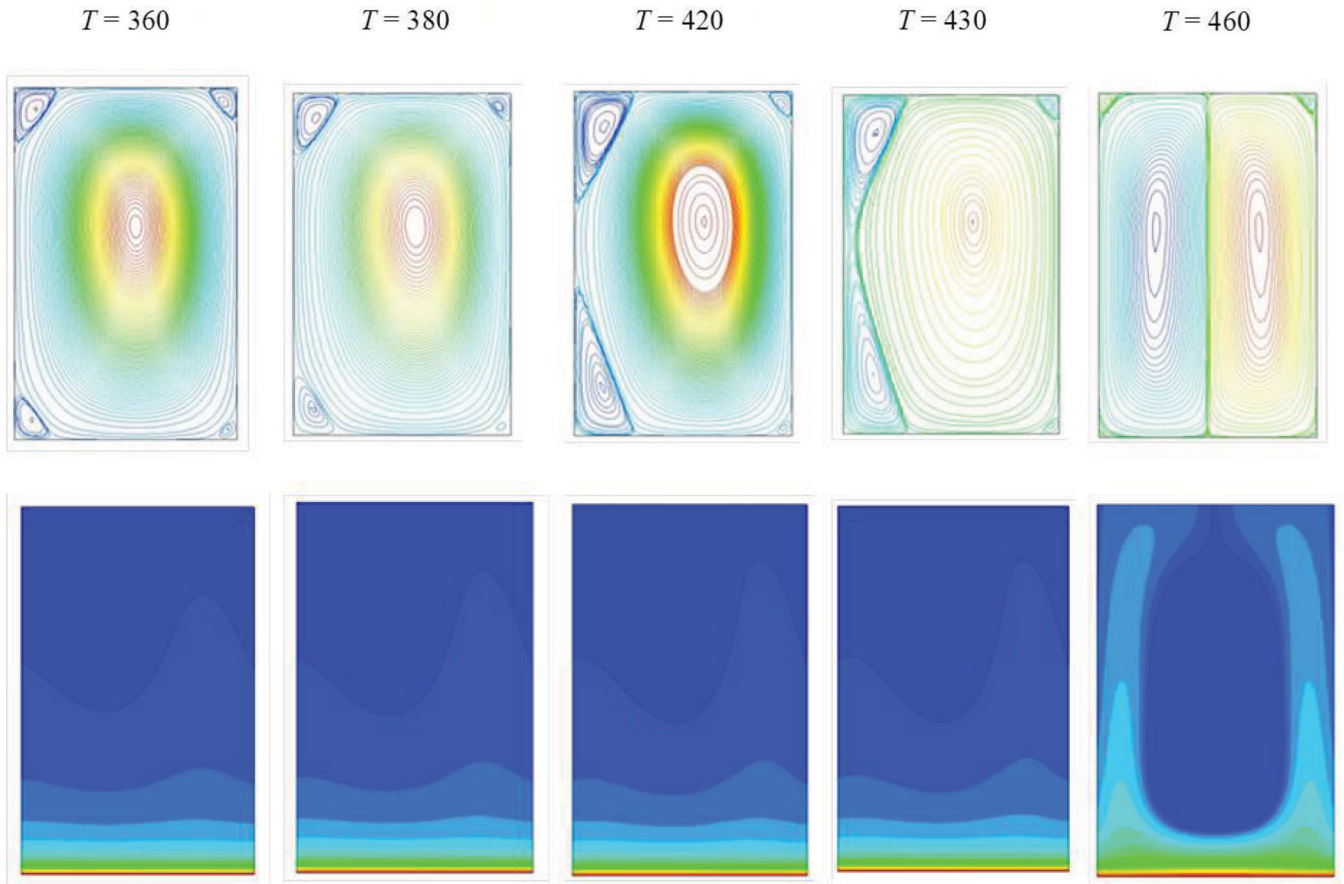 T = 360 T = 380 T = 420 T = 430 T = 460